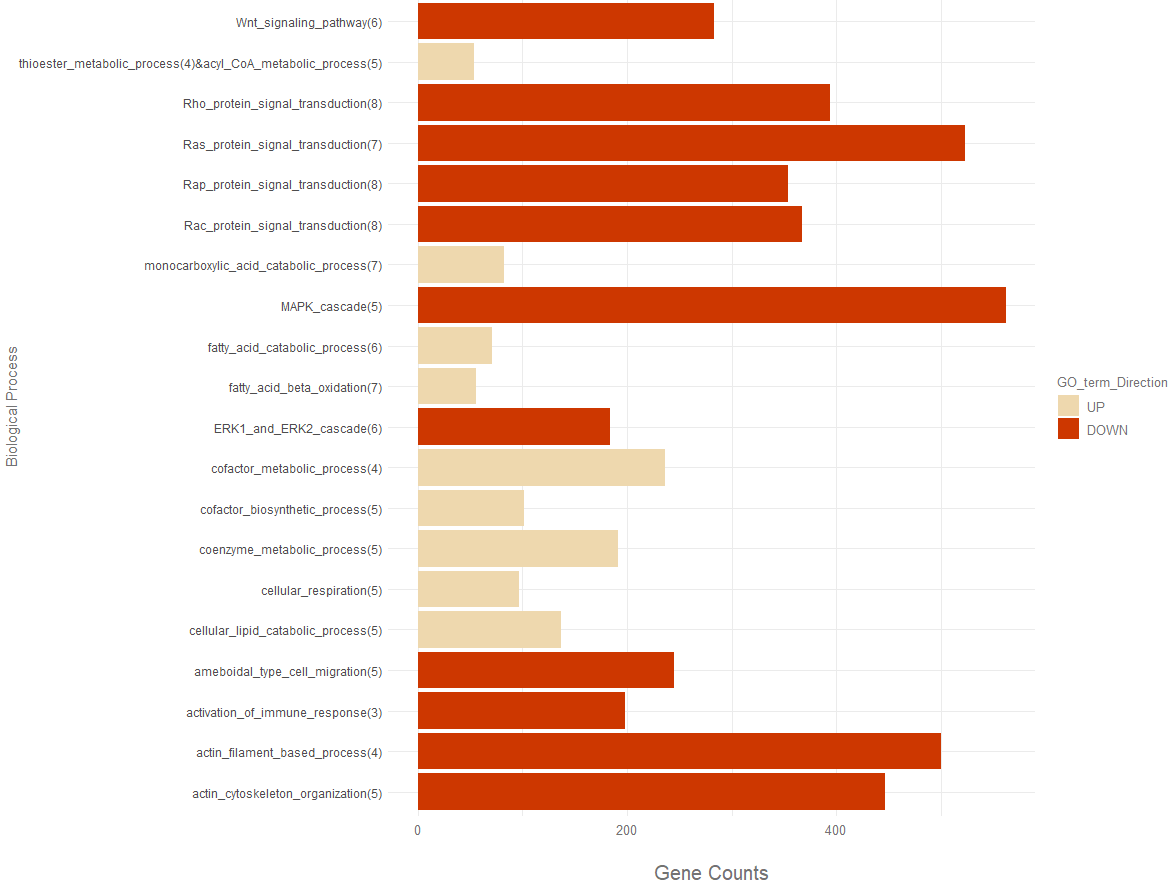 Wnt_signaling_pathway(6)
thioester_metabolic_process(4)&acyl_CoA_metabolic_process(5)
Rho_protein_signal_transduction(8)
Ras_protein_signal_transduction(7)
Rap_protein_signal_transduction(8)
Rac_protein_signal_transduction(8)
monocarboxylic_acid_catabolic_process(7)
MAPK_cascade(5)
fatty_acid_catabolic_process(6)
fatty_acid_beta_oxidation(7)
ERK1_and_ERK2_cascade(6)
cofactor_metabolic_process(4)
cofactor_biosynthetic_process(5)
coenzyme_metabolic_process(5)
cellular_respiration(5)
cellular_lipid_catabolic_process(5)
ameboidal_type_cell_migration(5)
activation_of_immune_response(3)
actin_filament_based_process(4)
actin_cytoskeleton_organization(5)
Biological Process
0 200 400
Gene Counts
GO_term_Direction
UP
DOWN